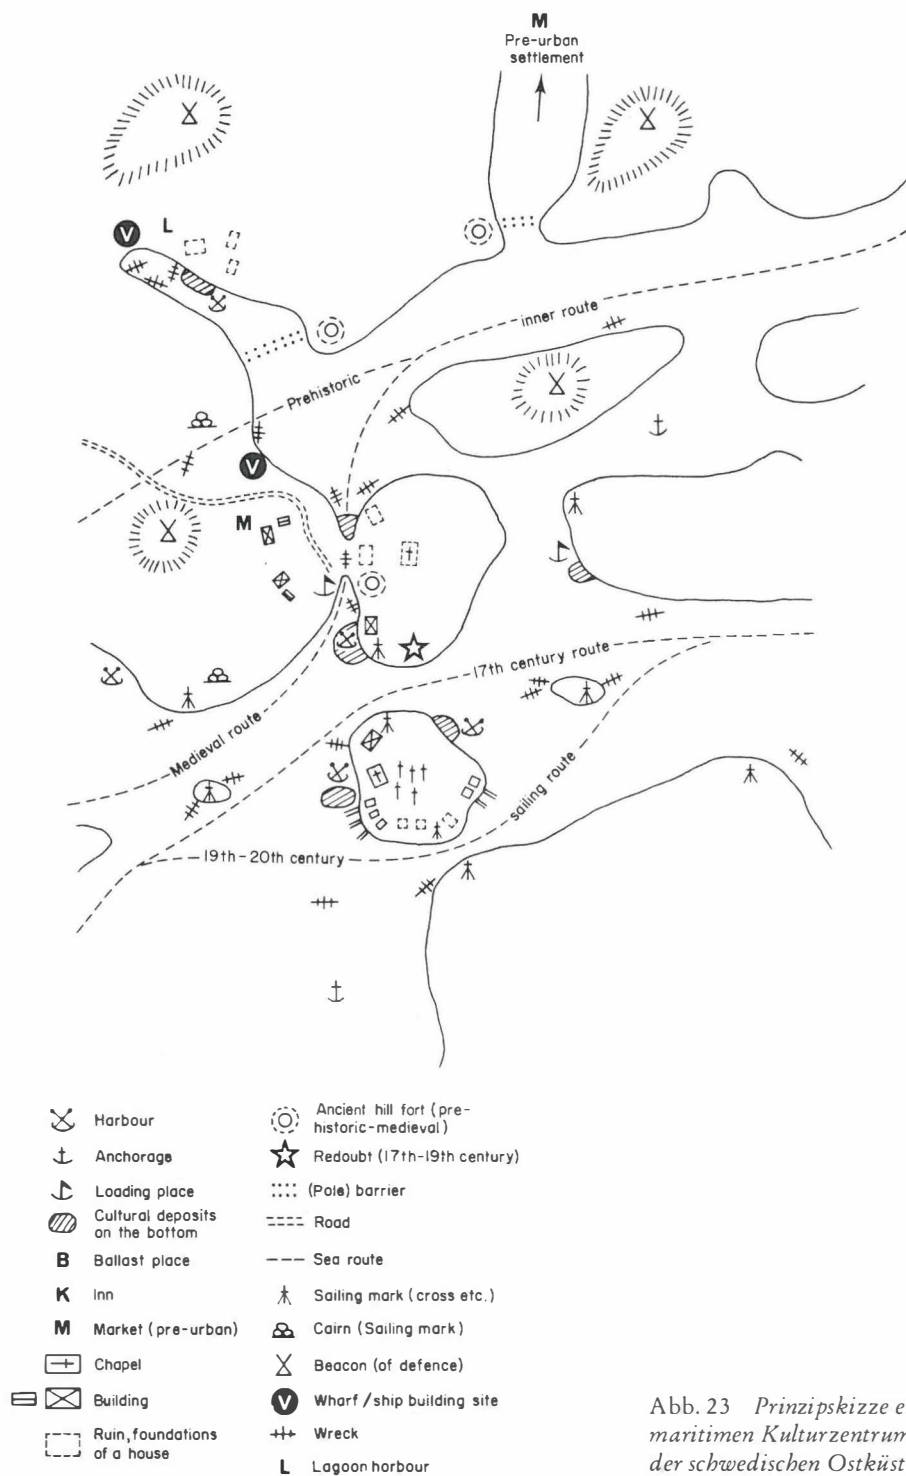 M
Pre-urban
settlement
L
V
inner route
Prehistoric
V
M
17th century route
Medieval route
sailing route
19th-20th century
Harbour
Anchorage
Loading place
Cultural deposits
on the bottom
B Ballast place
K Inn
M Market (pre-urban)
Chapel
Building
Ruin, foundations
of a house
Ancient hill fort (pre-
historic-medieval)
Redoubt (17th-19th century)
(Pole) barrier
Road
Sea route
Sailing mark (cross etc.)
Cairn (Sailing mark)
Beacon (of defence)
V Wharf/ship building site
Wreck
L Lagoon horbour
Abb. 23 Prinzipskizze e
maritimen Kulturzentrum
der schwedischen Ostküst